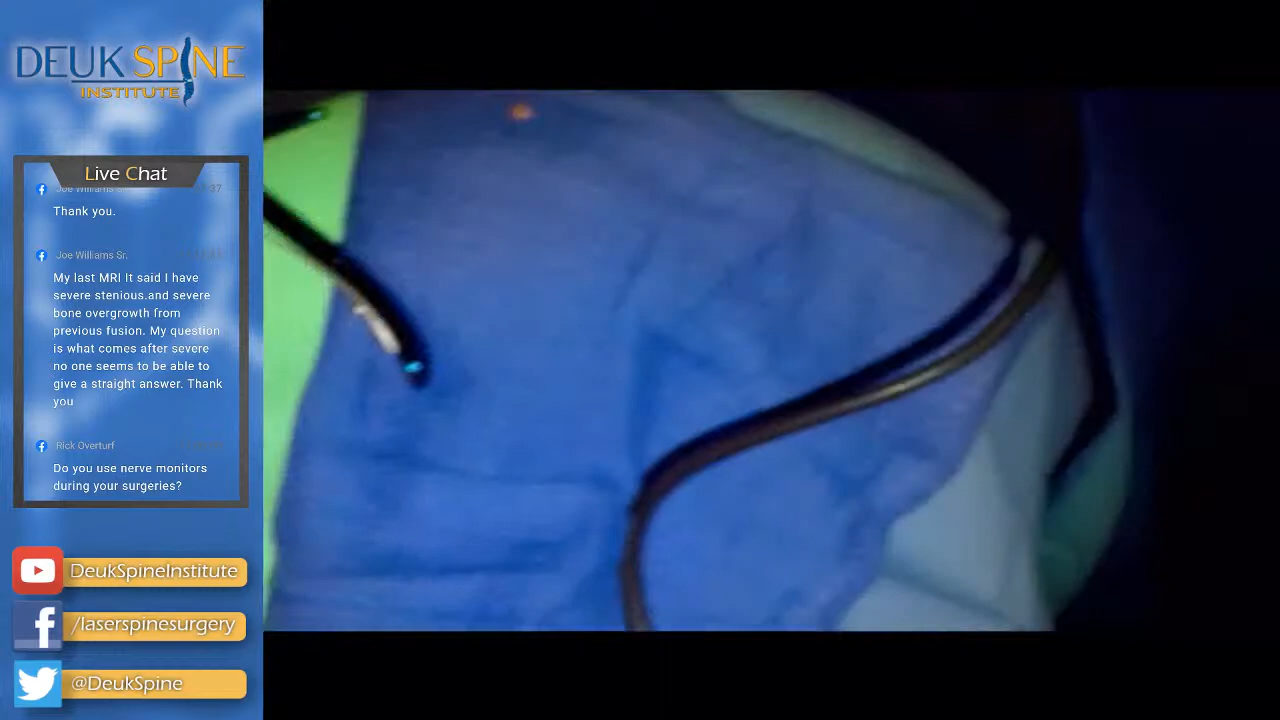 DEUK SPINE
INSTITUTE
Live Chat
Joe Williams
37
Thank you.
Joe Williams Sr.
My last MRI It said I have
severe stenious.and severe
bone overgrowth from
previous fusion. My question
is what comes after severe
no one seems to be able to
give a straight answer. Thank
you
Rick Overturf
Do you use nerve monitors
during your surgeries?
DeukSpineInstitute
/laserspinesurgery
@DeukSpine